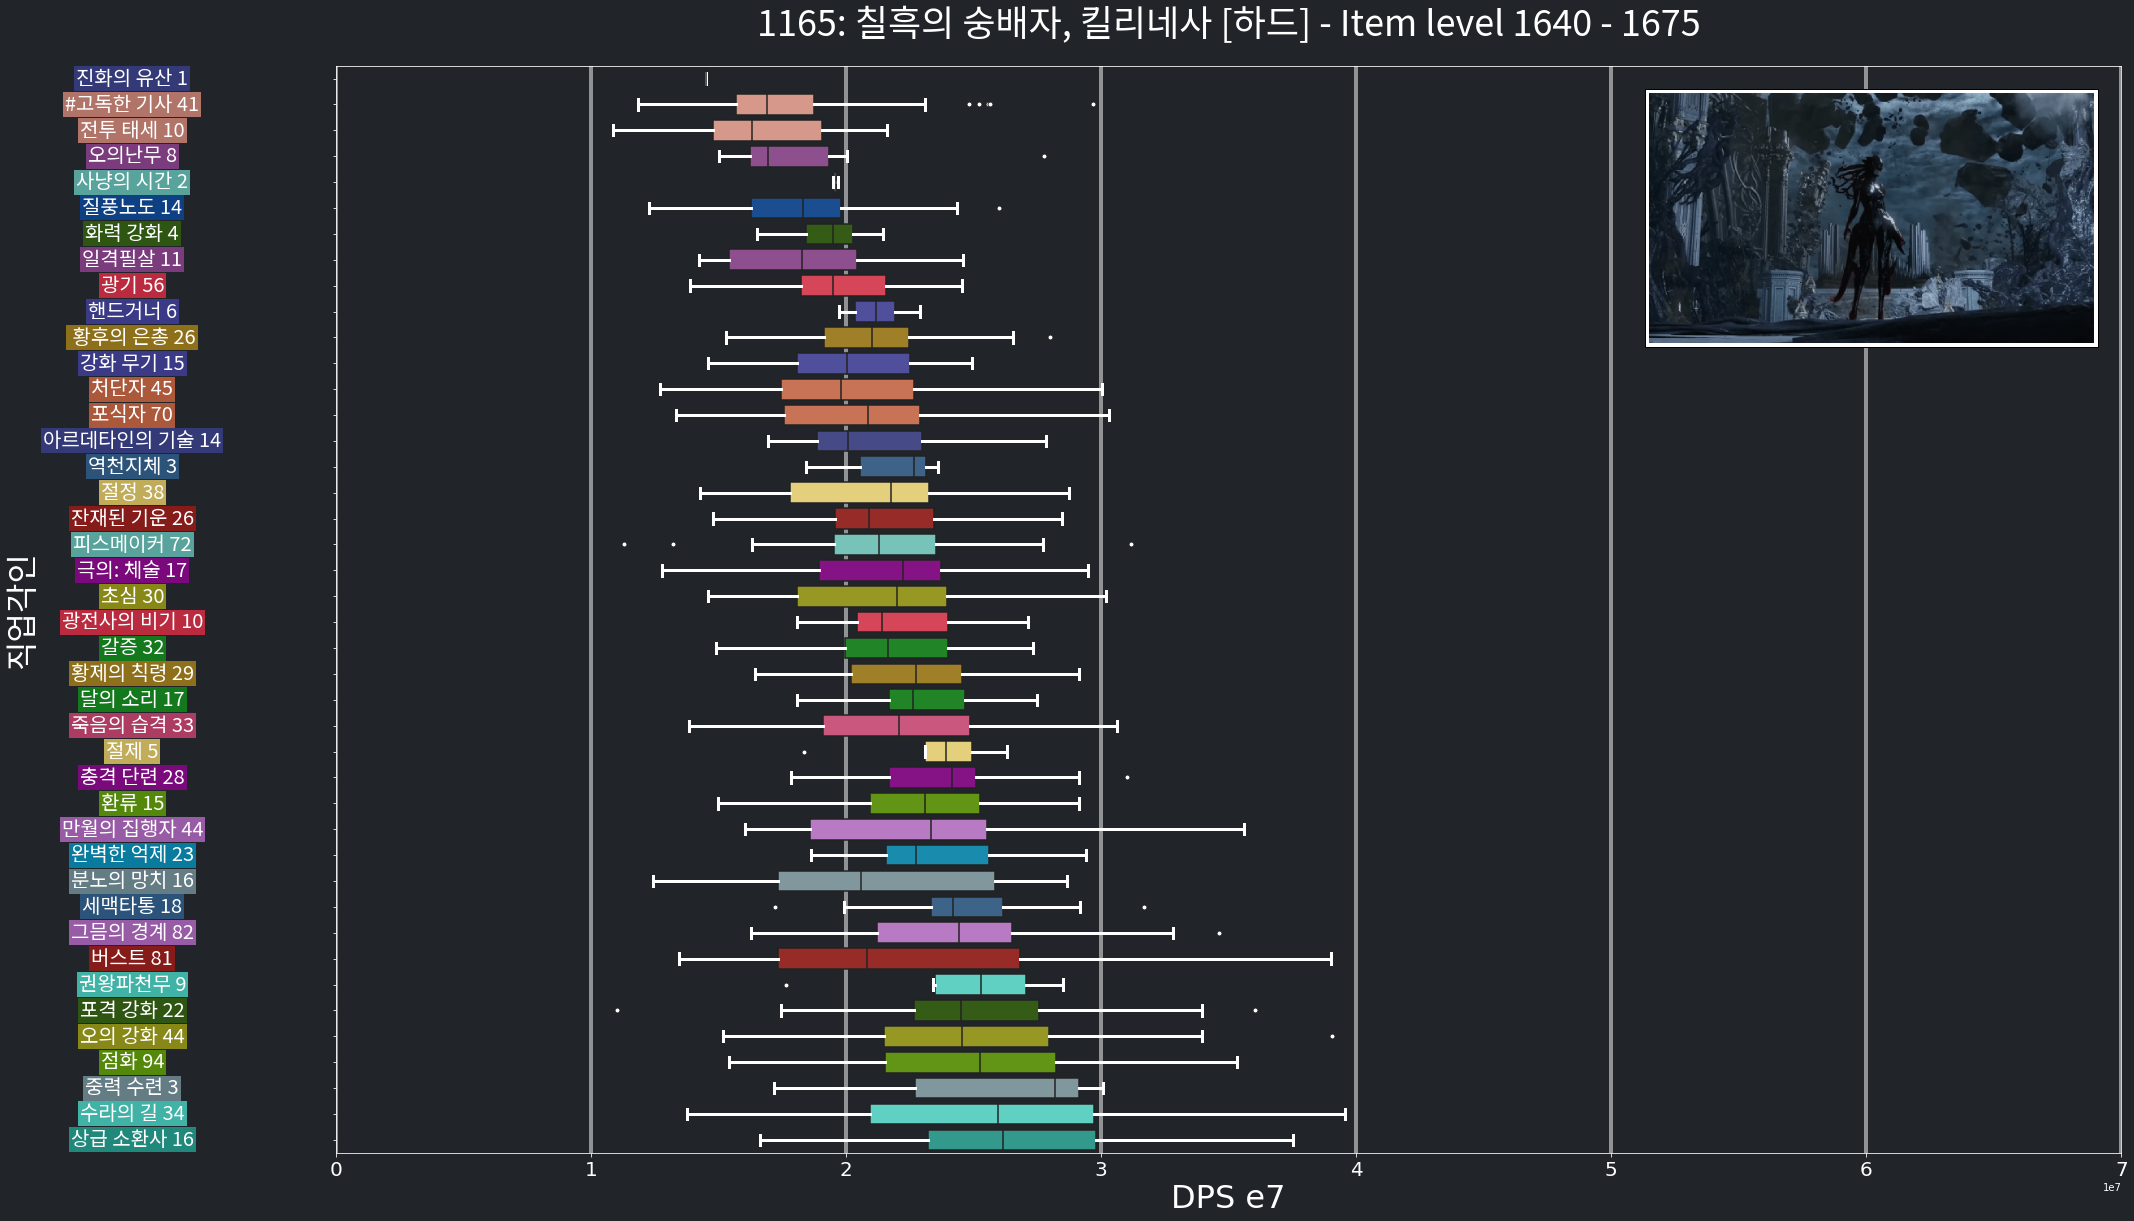 1165: 칠흑의 숭배자, 킬리네사 [하드] - Item level 1640 - 1675
진화의 유산 1
#고독한 기사 41
전투 태세 10
오의난무 8
사냥의 시간 2
질풍노도 14
화력 강화 4
일격필살 11
광기 56
핸드거너 6
황후의 은총 26
강화 무기 15
처단자 45
포식자 70
아르데타인의 기술 14
역천지체 3
절정 38
잔재된 기운 26
피스메이커 72
극의: 체술 17
초심 30
광전사의 비기 10
갈증 32
황제의 칙령 29
달의 소리 17
죽음의 습격 33
절제 5
충격 단련 28
환류 15
만월의 집행자 44
완벽한 억제 23
분노의 망치 16
세맥타통 18
그믐의 경계 82
버스트 81
권왕파천무 9
포격 강화 22
오의 강화 44
점화 94
중력 수련 3
수라의 길 34
상급 소환사 16
직업각인
0 1 2 3 4 5 6 7
1e7
DPS e7